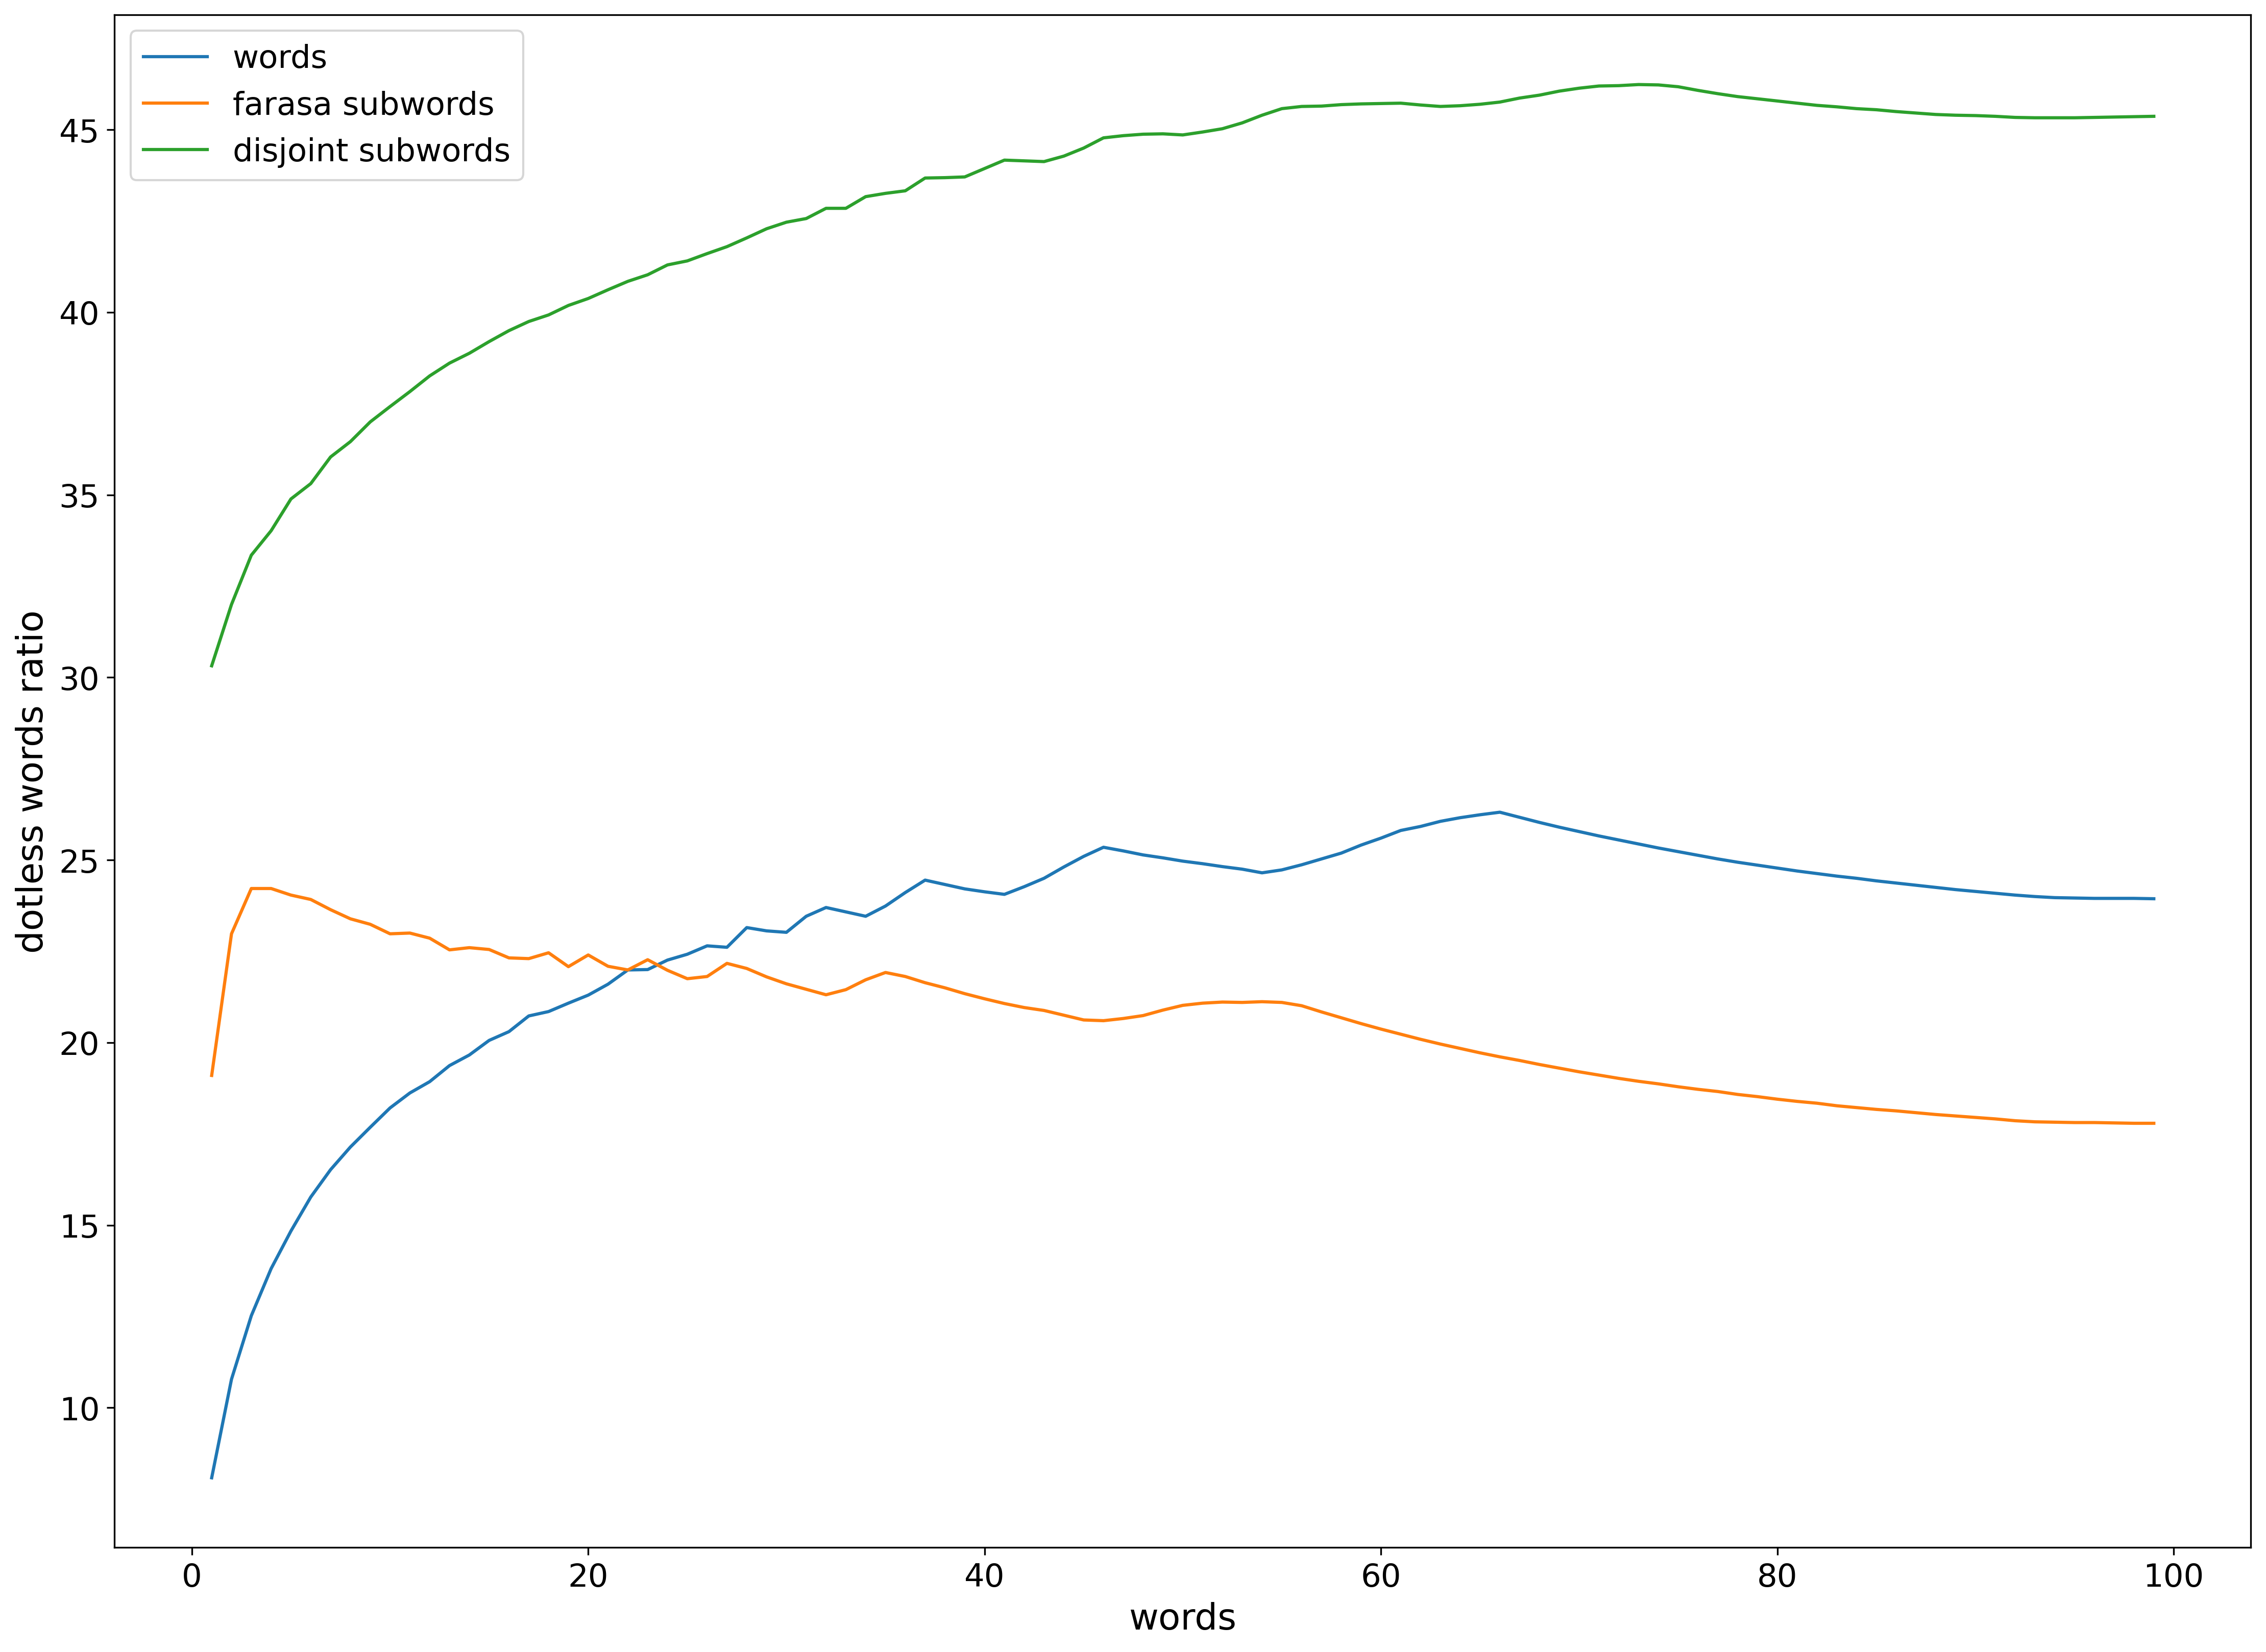 words
farasa subwords
disjoint subwords
45
40
35
30
25
20
15
10
dotless words ratio
0 20 40 60 80 100
words